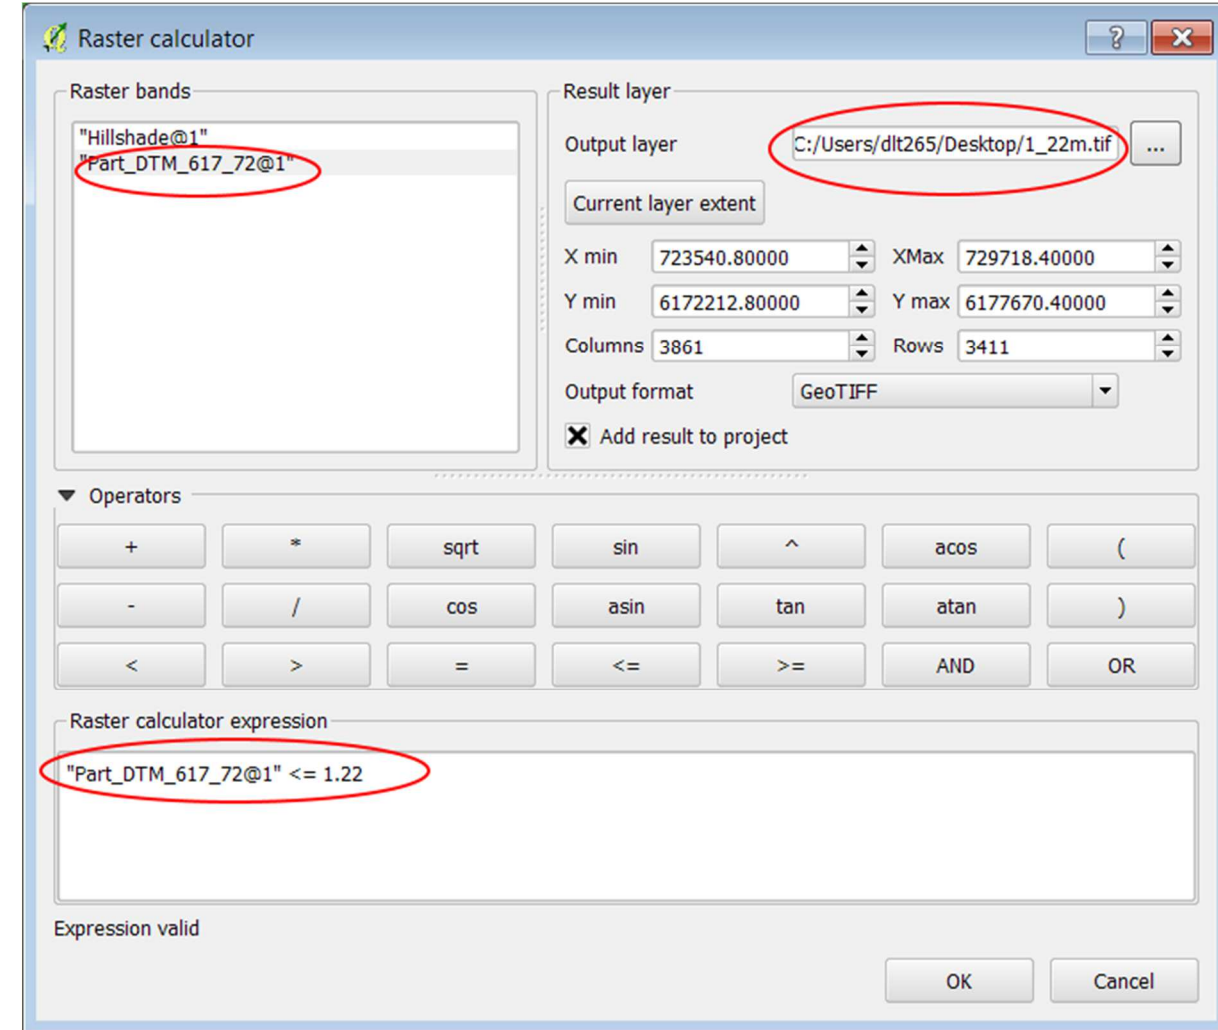 Raster calculator
Raster bands
"Hillshade@1"
"Part_DTM_617_72@1"
Result layer
Output layer C:/Users/dlt265/Desktop/1_22m.tif ...
Current layer extent
X min 723540.80000 XMax 729718.40000
Y min 6172212.80000 Y max 6177670.40000
Columns 3861 Rows 3411
Output format GeoTIFF
Add result to project
Operators
+ * sqrt sin ^ acos (
- / cos asin tan atan )
< > = <= >= AND OR
Raster calculator expression
"Part_DTM_617_72@1" <= 1.22
Expression valid
OK Cancel